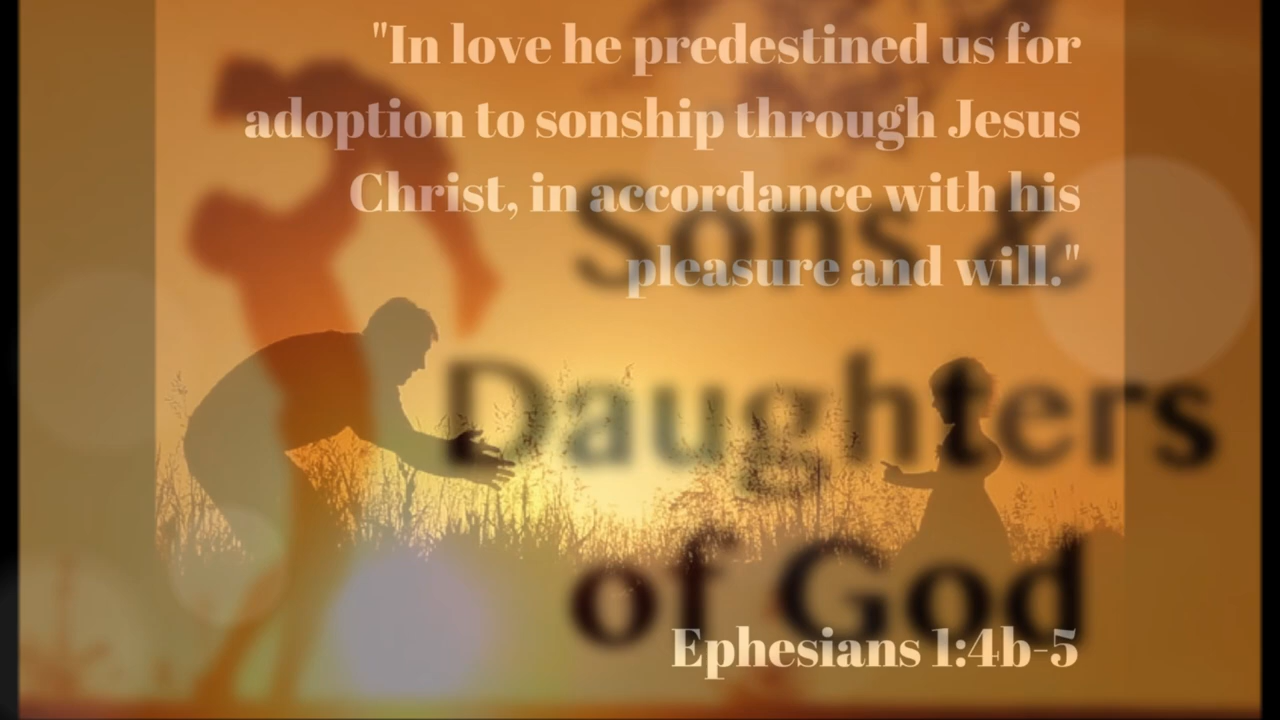 "In love he predestined us for
adoption to sonship through Jesus
Christ, in accordance with his
pleasure and will."
Sons &
Daughters
of God
Ephesians 1:4b-5